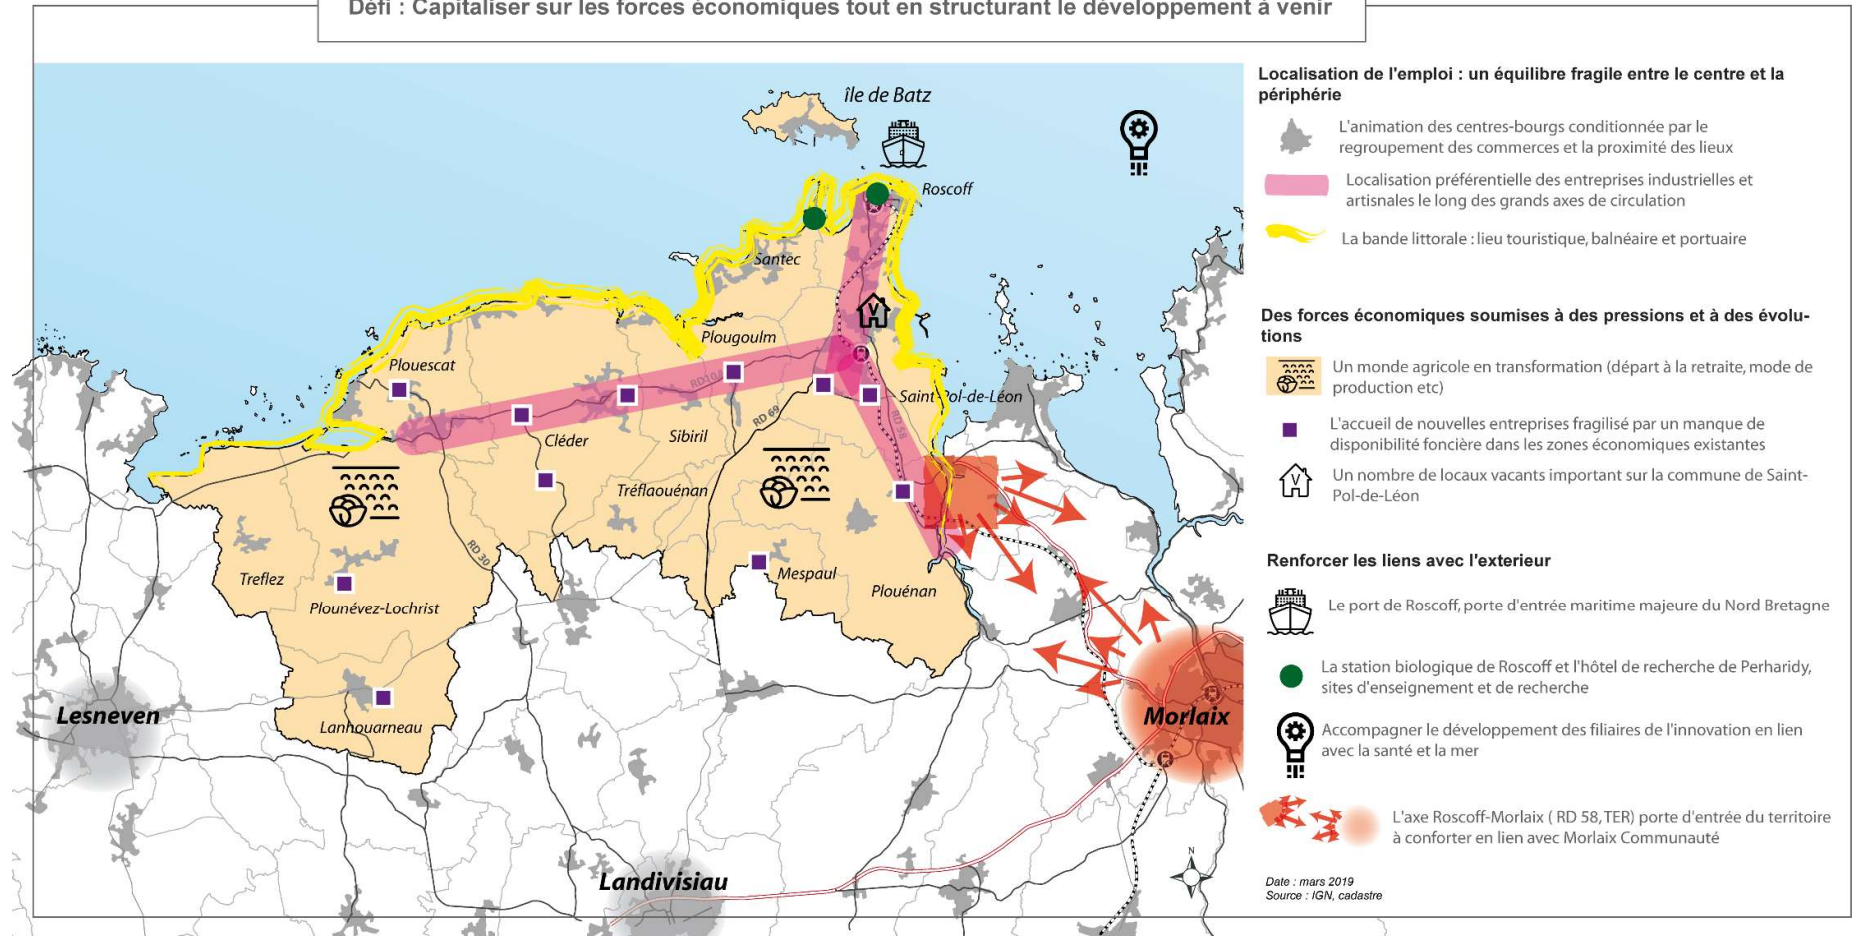 Défi : Capitaliser sur les forces économiques tout en structurant le développement à venir
île de Batz
Roscoff
Santec
Plougoulm
Plouescat
RD10
RD 69
Saint-Pol-de-Léon
RD 58
Cléder
Sibiril
Tréflaouénan
RD 30
Treflez
Plounévez-Lochrist
Mespaul
Plouénan
Lanhouarneau
Lesneven
Morlaix
Landivisiau
V
N
Localisation de l'emploi : un équilibre fragile entre le centre et la
périphérie
L'animation des centres-bourgs conditionnée par le
regroupement des commerces et la proximité des lieux
Localisation préférentielle des entreprises industrielles et
artisnales le long des grands axes de circulation
La bande littorale : lieu touristique, balnéaire et portuaire
Des forces économiques soumises à des pressions et à des évolu-
tions
Un monde agricole en transformation (départ à la retraite, mode de
production etc)
L'accueil de nouvelles entreprises fragilisé par un manque de
disponibilité foncière dans les zones économiques existantes
V
Un nombre de locaux vacants important sur la commune de Saint-
Pol-de-Léon
Renforcer les liens avec l'exterieur
Le port de Roscoff, porte d'entrée maritime majeure du Nord Bretagne
La station biologique de Roscoff et l'hôtel de recherche de Perharidy,
sites d'enseignement et de recherche
Accompagner le développement des filiaires de l'innovation en lien
avec la santé et la mer
L'axe Roscoff-Morlaix ( RD 58, TER) porte d'entrée du territoire
à conforter en lien avec Morlaix Communauté
Date : mars 2019
Source : IGN, cadastre